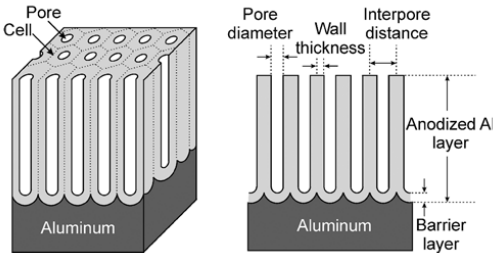 Pore
Cell
Aluminum
Pore
diameter
Wall
thickness
Interpore
distance
Anodized Al
layer
Aluminum
Barrier
layer